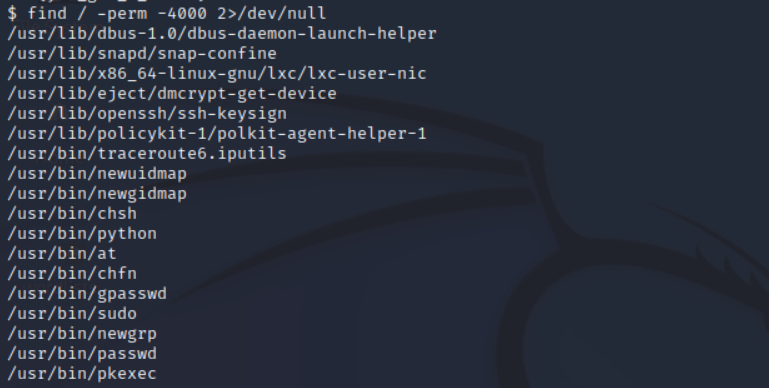 $ find / -perm -4000 2>/dev/null
/usr/lib/dbus-1.0/dbus-daemon-launch-helper
/usr/lib/snapd/snap-confine
/usr/lib/x86_64-linux-gnu/lxc/lxc-user-nic
/usr/lib/eject/dmcrypt-get-device
/usr/lib/openssh/ssh-keysign
/usr/lib/policykit-1/polkit-agent-helper-1
/usr/bin/traceroute6.iputils
/usr/bin/newuidmap
/usr/bin/newgidmap
/usr/bin/chsh
/usr/bin/python
/usr/bin/at
/usr/bin/chfn
/usr/bin/gpasswd
/usr/bin/sudo
/usr/bin/newgrp
/usr/bin/passwd
/usr/bin/pkexec